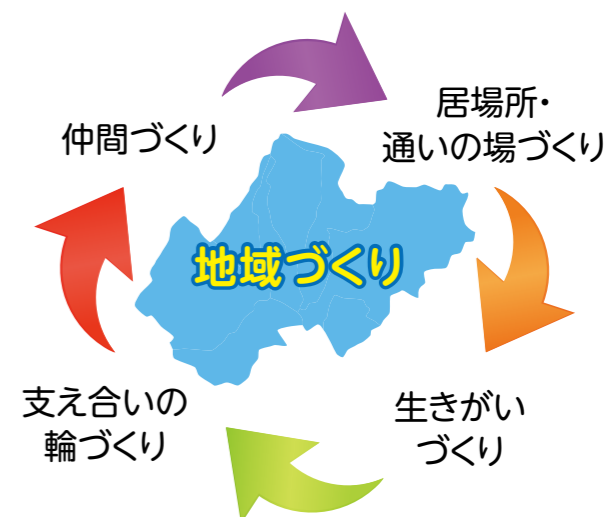 仲間づくり
居場所・
通いの場づくり
地域づくり
支え合いの
輪づくり
生きがい
づくり